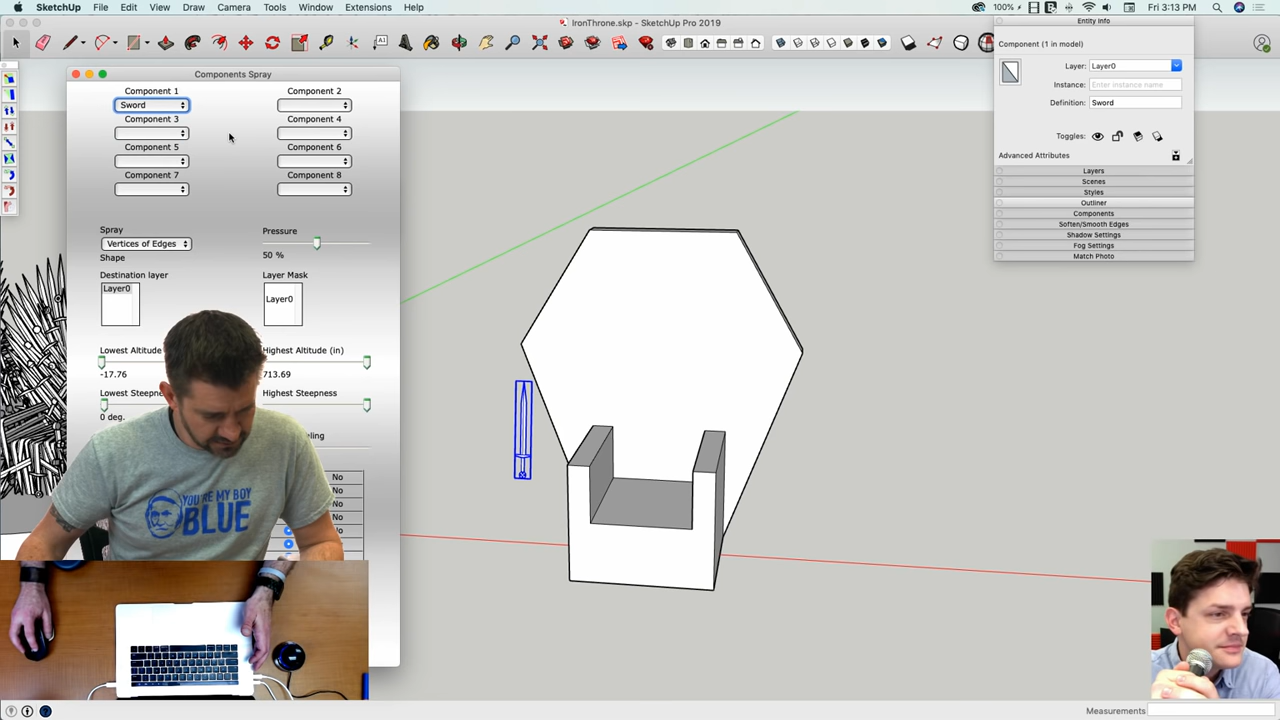 SketchUp File Edit View Draw Camera Tools Window Extensions Help 100% Fri 3:13 PM
IronThrone.skp - SketchUp Pro 2019
Components Spray
Component 1 Component 2
Sword
Component 3 Component 4
Component 5 Component 6
Component 7 Component 8
Spray Pressure
Vertices of Edges
50 %
Shape
Destination layer Layer Mask
Layer0
Layer0
Lowest Altitude Highest Altitude (in)
-17.76 713.69
Highest Steepness
0 deg.
No
No
No
No
YOU'RE MY BOY
BLUE
Entity Info
Component (1 in model)
Layer: Layer0
Instance: Enter instance name
Definition: Sword
Toggles:
Advanced Attributes
Layers
Scenes
Styles
Outliner
Components
Soften/Smooth Edges
Shadow Settings
Fog Settings
Match Photo
Measurements